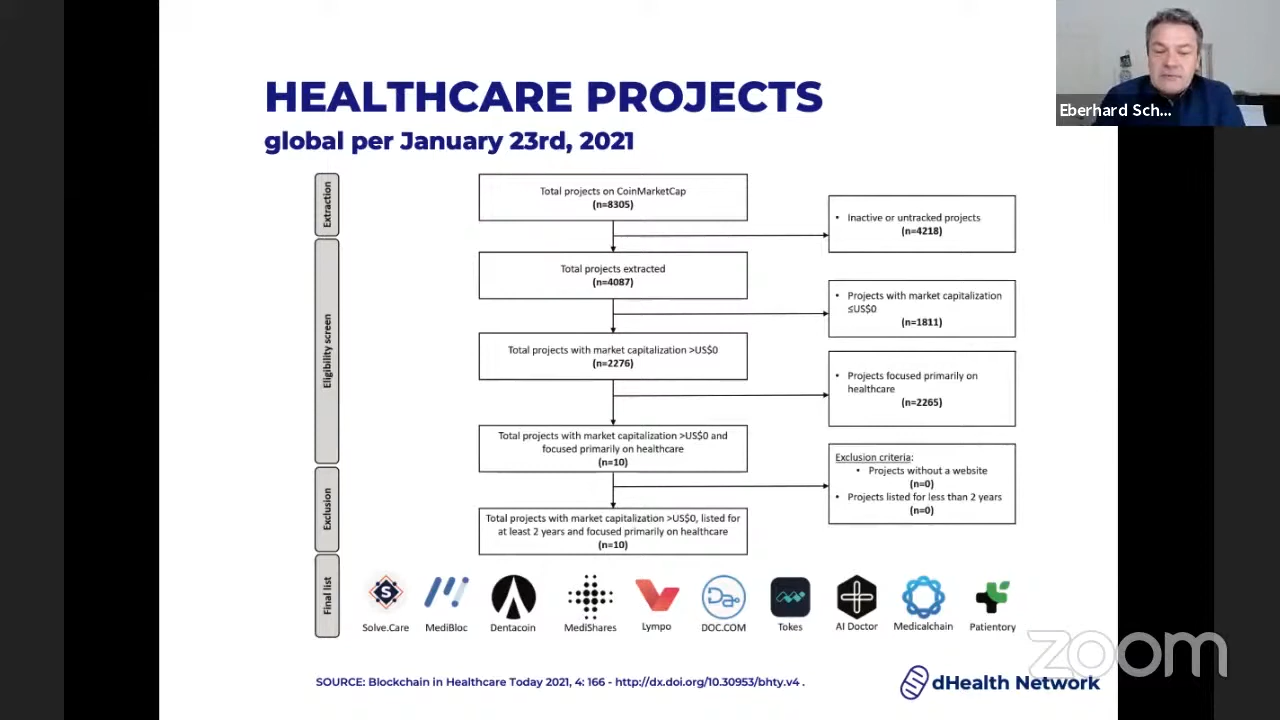 HEALTHCARE PROJECTS
global per January 23rd, 2021
Eberhard Sch...
Extraction
Total projects on CoinMarketCap
(n=8305)
• Inactive or untracked projects
(n=4218)
Eligibility screen
Total projects extracted
(n=4087)
• Projects with market capitalization
≤US$0
(n=1811)
Total projects with market capitalization >US$0
(n=2276)
• Projects focused primarily on
healthcare
(n=2265)
Total projects with market capitalization >US$0 and
focused primarily on healthcare
(n=10)
Exclusion criteria:
• Projects without a website
(n=0)
• Projects listed for less than 2 years
(n=0)
Exclusion
Total projects with market capitalization >US$0, listed for
at least 2 years and focused primarily on healthcare
(n=10)
Final list
S
Da
Solve.Care
MediBloc
Dentacoin
MediShares
Lympo
DOC.COM
Tokes
AI Doctor
Medicalchain
Patientory
zoom
SOURCE: Blockchain in Healthcare Today 2021, 4: 166 - http://dx.doi.org/10.30953/bhty.v4 .
dHealth Network